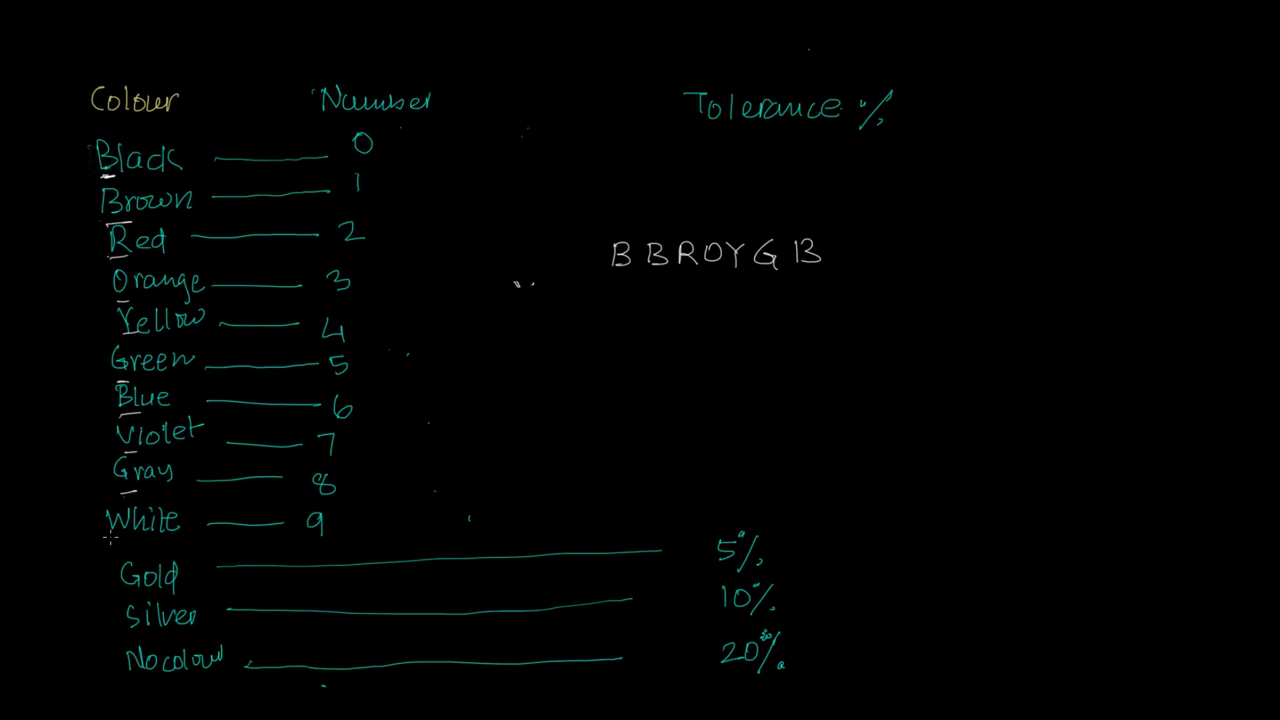 Colour Number Tolerance %
Black 0
Brown 1
Red 2
B B R O Y G B
Orange 3
Yellow 4
Green 5
Blue 6
Violet 7
Gray 8
White 9
Gold 5%
Silver 10%
No colour 20%